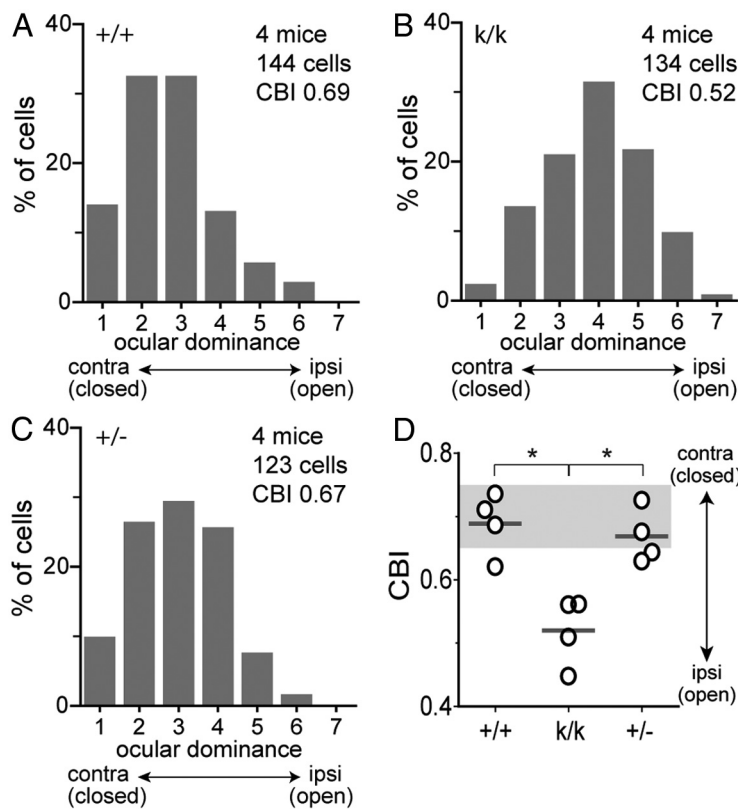 A
+/+
4 mice
144 cells
CBI 0.69
% of cells
40
20
0
1 2 3 4 5 6 7
ocular dominance
contra
(closed)
ipsi
(open)
B
k/k
4 mice
134 cells
CBI 0.52
% of cells
40
20
0
1 2 3 4 5 6 7
ocular dominance
contra
(closed)
ipsi
(open)
C
+/-
4 mice
123 cells
CBI 0.67
% of cells
40
20
0
1 2 3 4 5 6 7
ocular dominance
contra
(closed)
ipsi
(open)
D
CBI
0.8
0.6
0.4
* *
+/+ k/k +/-
contra
(closed)
ipsi
(open)